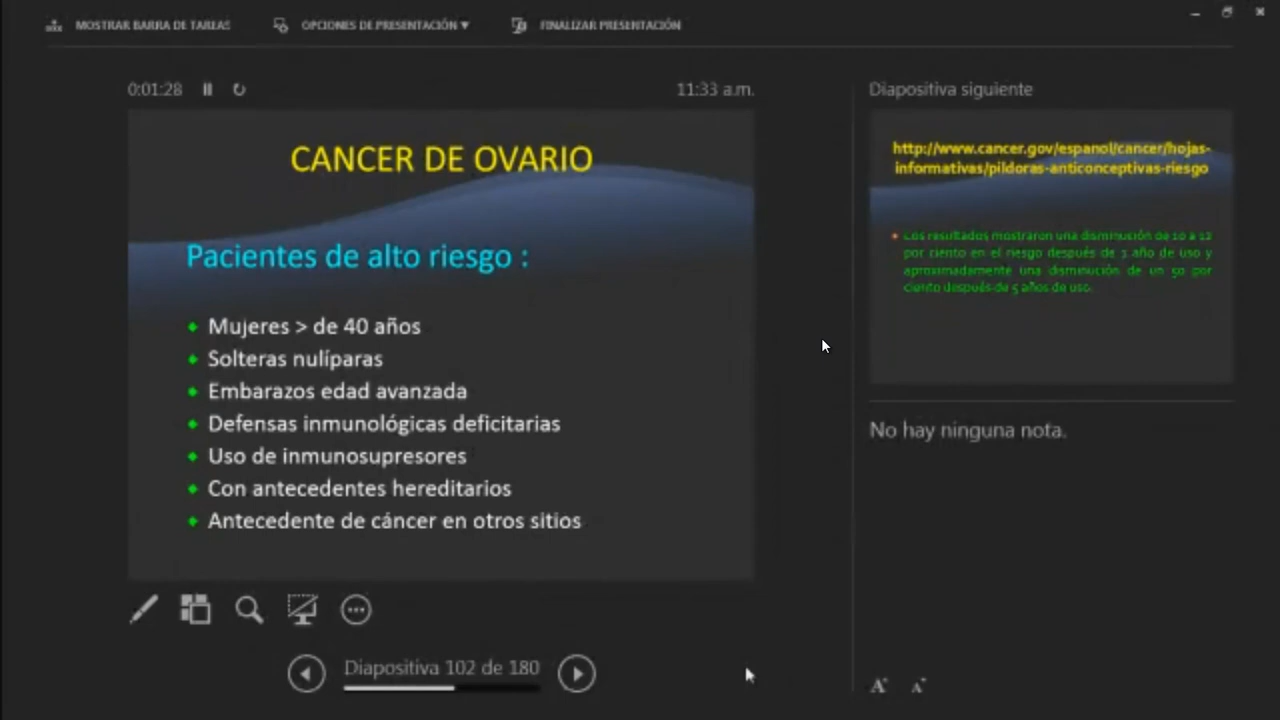 MOSTRAR BARRA DE TAREAS
OPCIONES DE PRESENTACIÓN ▼
FINALIZAR PRESENTACIÓN
0:01:28
11:33 a.m.
CANCER DE OVARIO
Pacientes de alto riesgo :
Mujeres > de 40 años
Solteras nulíparas
Embarazos edad avanzada
Defensas inmunológicas deficitarias
Uso de inmunosupresores
Con antecedentes hereditarios
Antecedente de cáncer en otros sitios
Diapositiva 102 de 180
Diapositiva siguiente
http://www.cancer.gov/espanol/cancer/hojas-
informativas/pildoras-anticonceptivas-riesgo
Los resultados mostraron una disminución de 10 a 12
por ciento en el riesgo después de 1 año de uso y
aproximadamente una disminución de un 50 por
ciento después de 5 años de uso.
No hay ninguna nota.
A A